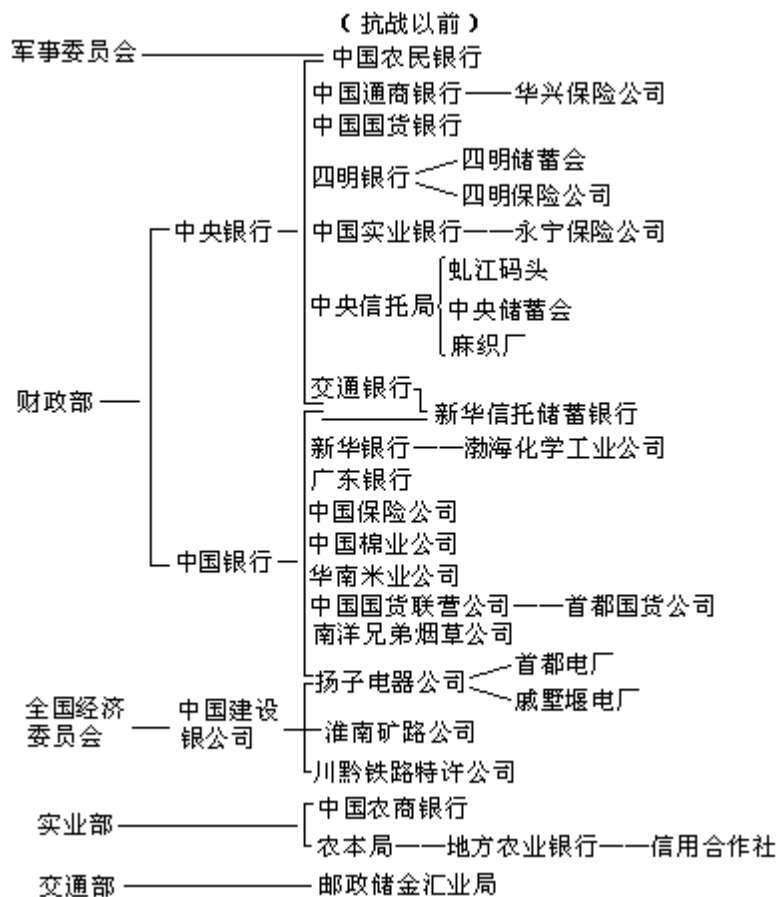 （抗战以前）
军事委员会 中国农民银行
中国通商银行——华兴保险公司
中国国货银行
四明储蓄会
四明银行
四明保险公司
中央银行 中国实业银行——永宁保险公司
虬江码头
中央信托局 中央储蓄会
麻织厂
交通银行
财政部
新华信托储蓄银行
新华银行——渤海化学工业公司
广东银行
中国保险公司
中国棉业公司
中国银行
华南米业公司
中国国货联营公司——首都国货公司
南洋兄弟烟草公司
首都电厂
扬子电器公司
戚墅堰电厂
全国经济 中国建设
委员会 银公司
淮南矿路公司
川黔铁路特许公司
中国农商银行
实业部
农本局——地方农业银行——信用合作社
交通部 邮政储金汇业局